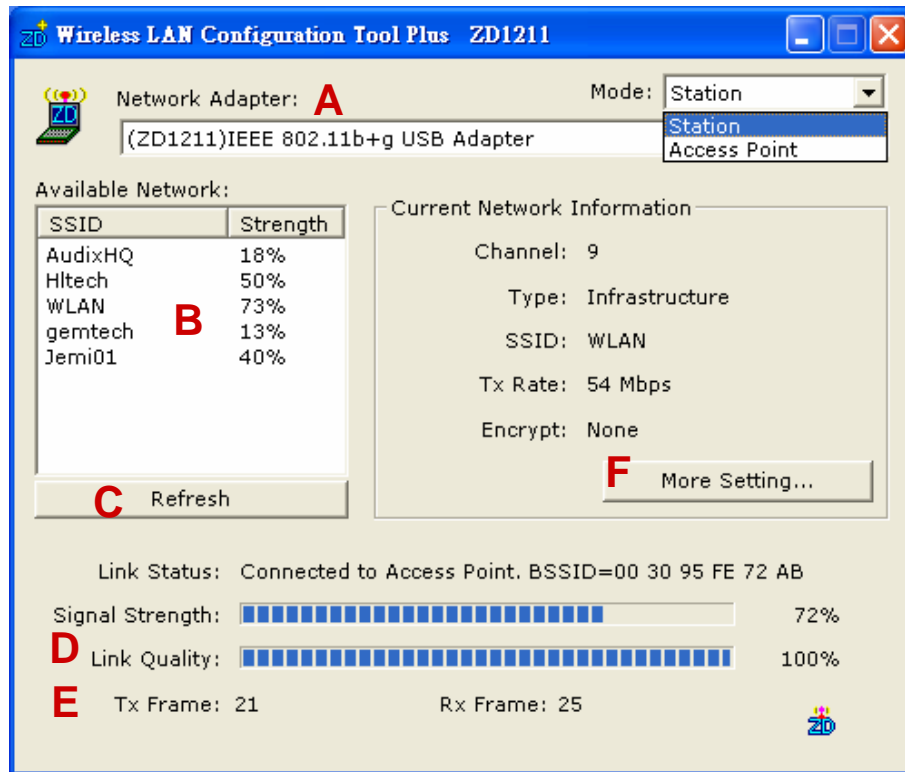 ZD Wireless LAN Configuration Tool Plus ZD1211
Network Adapter: A
Mode: Station
ZD
(ZD1211)IEEE 802.11b+g USB Adapter
Station
Access Point
Available Network:
SSID Strength
AudixHQ 18%
Hltech 50%
WLAN 73%
B
gemtech 13%
Jemi01 40%
C Refresh
Current Network Information
Channel: 9
Type: Infrastructure
SSID: WLAN
Tx Rate: 54 Mbps
Encrypt: None
F More Setting...
Link Status: Connected to Access Point. BSSID=00 30 95 FE 72 AB
Signal Strength: 72%
D Link Quality: 100%
E Tx Frame: 21 Rx Frame: 25
ZD